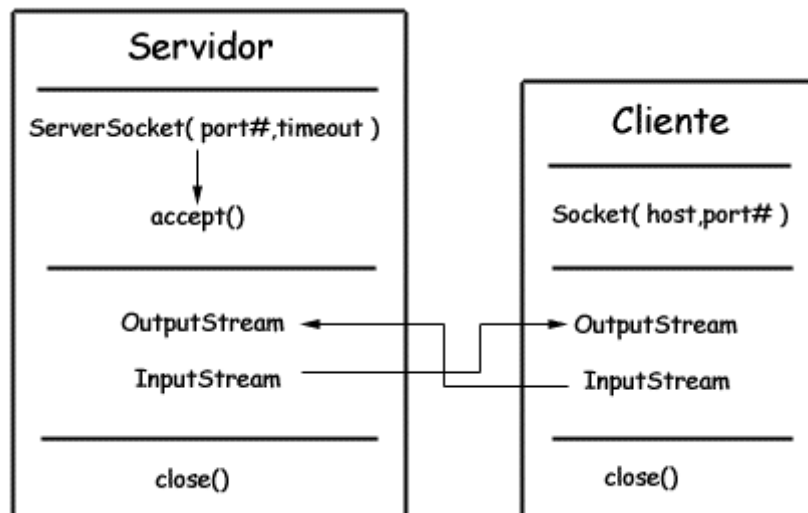 Servidor
ServerSocket( port#,timeout )
accept()
OutputStream
InputStream
close()
Cliente
Socket( host,port# )
OutputStream
InputStream
close()